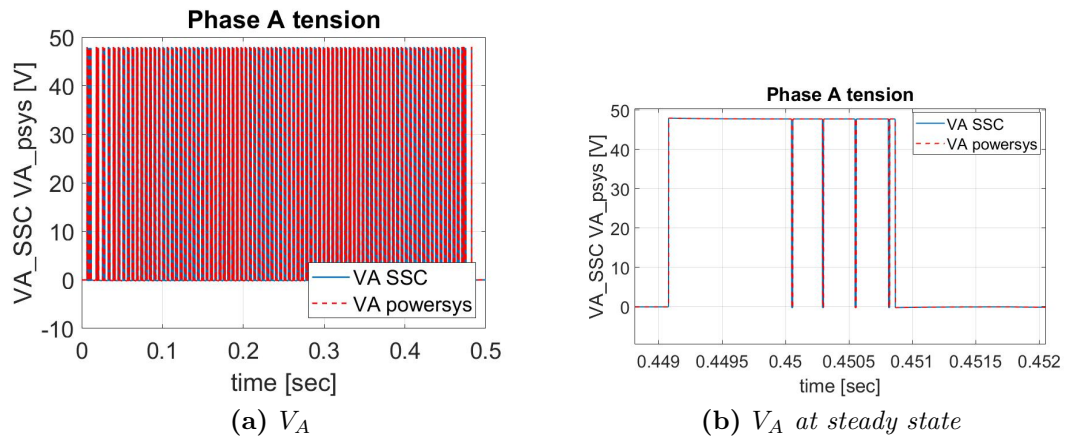 Phase A tension
VA_SSC VA_psys [V]
50
40
30
20
10
0
-10
VA SSC
VA powersys
0 0.1 0.2 0.3 0.4 0.5
time [sec]
(a) V_A
Phase A tension
VA_SSC VA_psys [V]
50
40
30
20
10
0
VA SSC
VA powersys
0.449 0.4495 0.45 0.4505 0.451 0.4515 0.452
time [sec]
(b) V_A at steady state